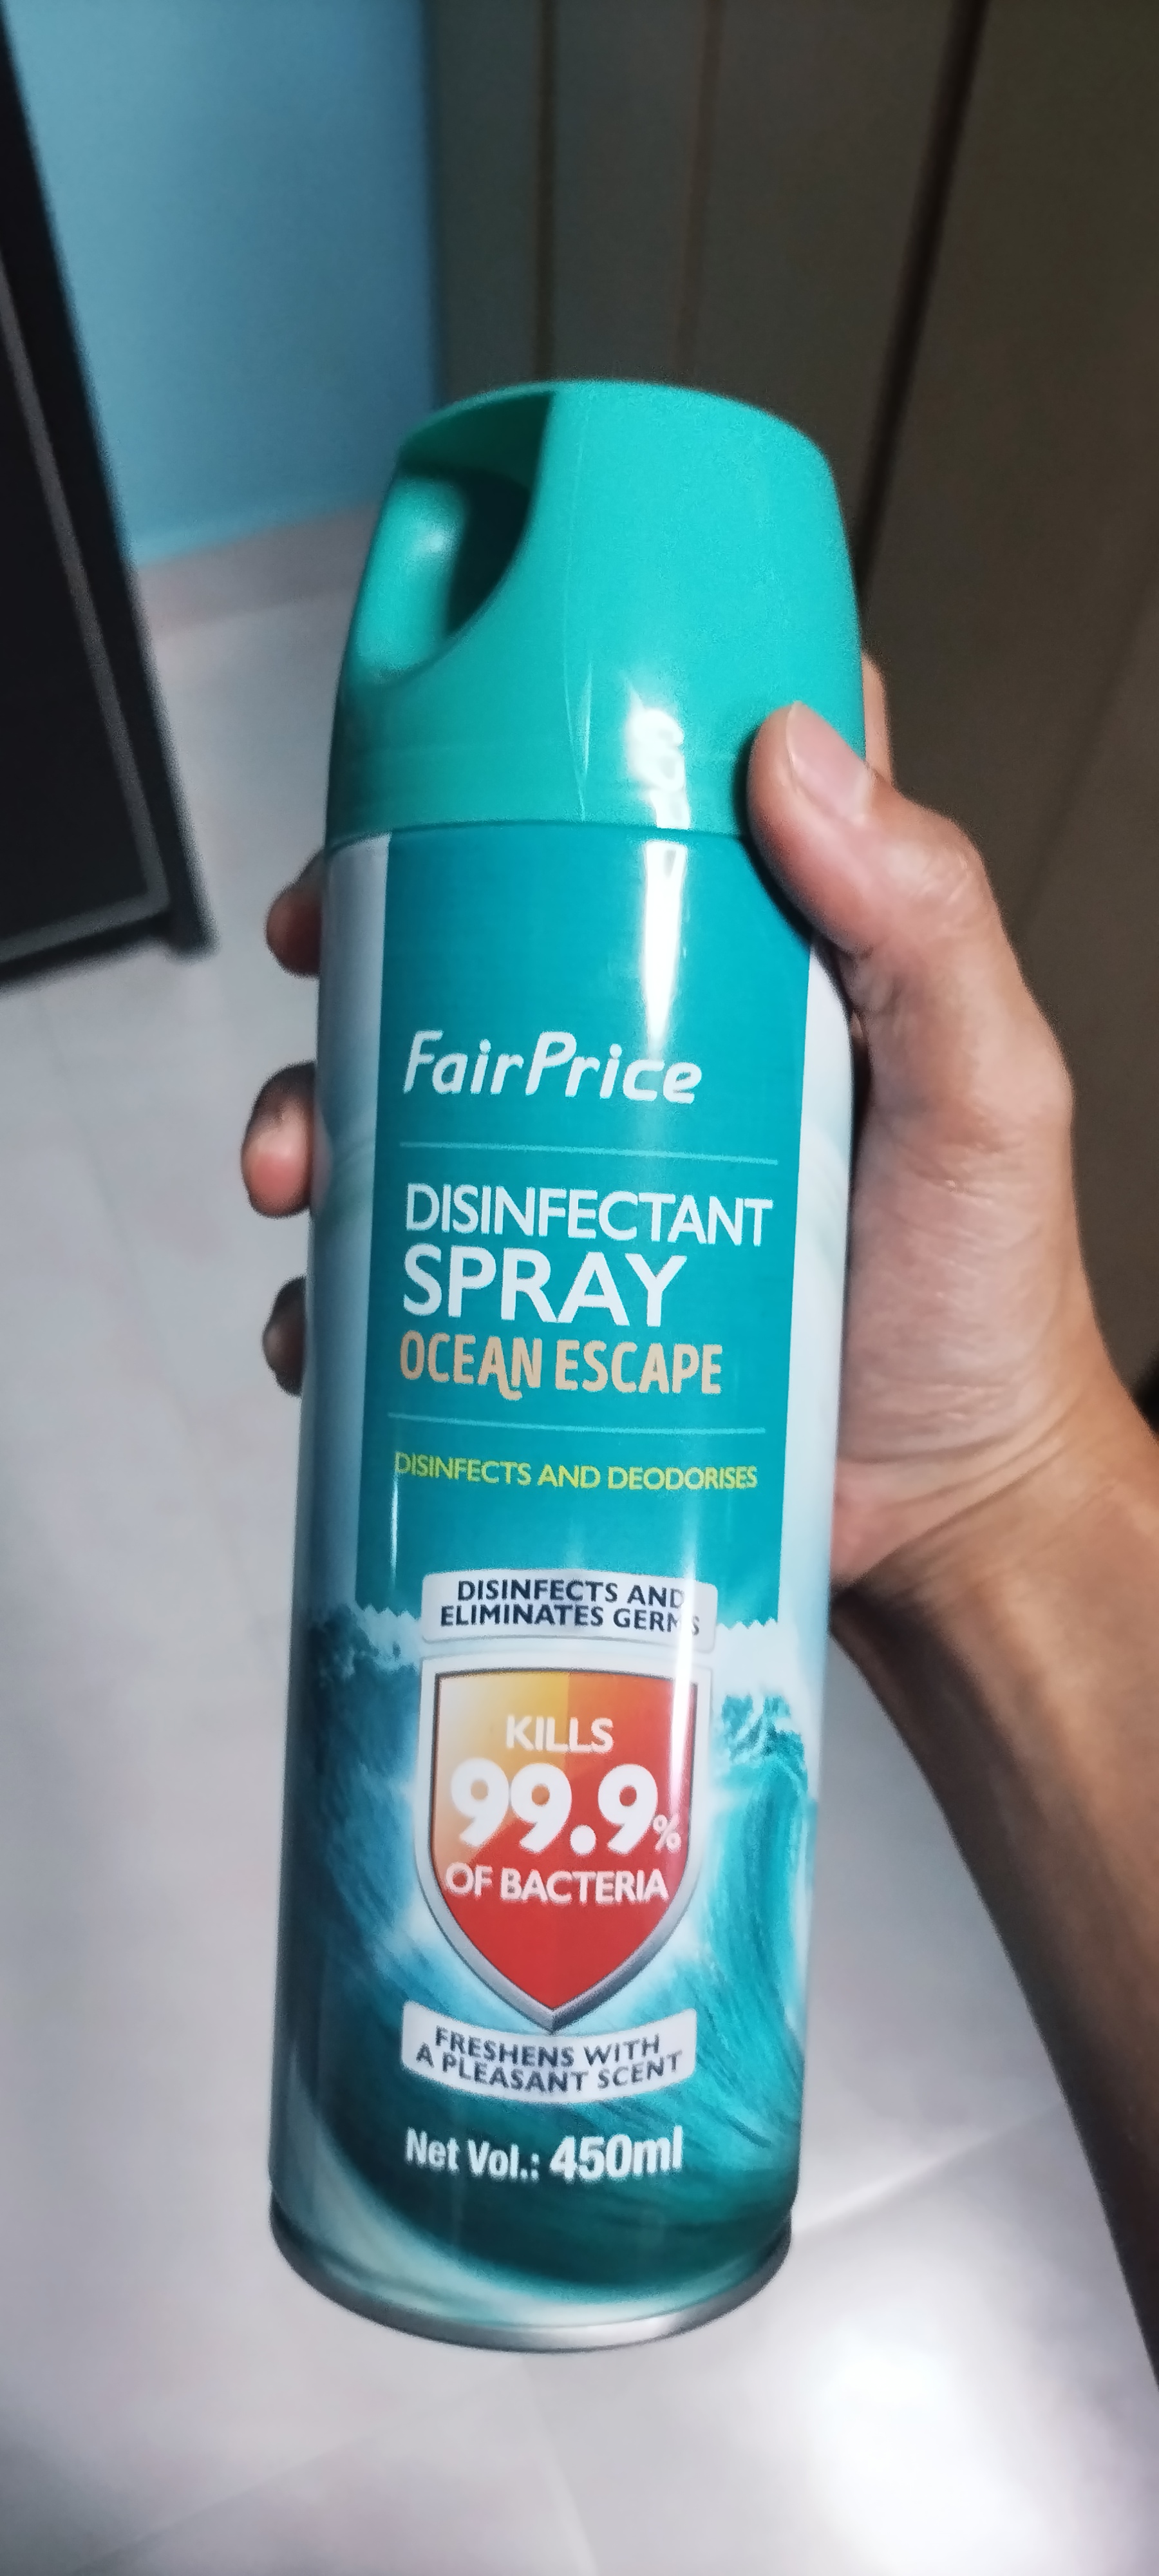 FairPrice
DISINFECTANT
SPRAY
OCEAN ESCAPE
DISINFECTS AND DEODORISES
DISINFECTS AND
ELIMINATES GERMS
KILLS
99.9%
OF BACTERIA
FRESHENS WITH
A PLEASANT SCENT
Net Vol.: 450ml